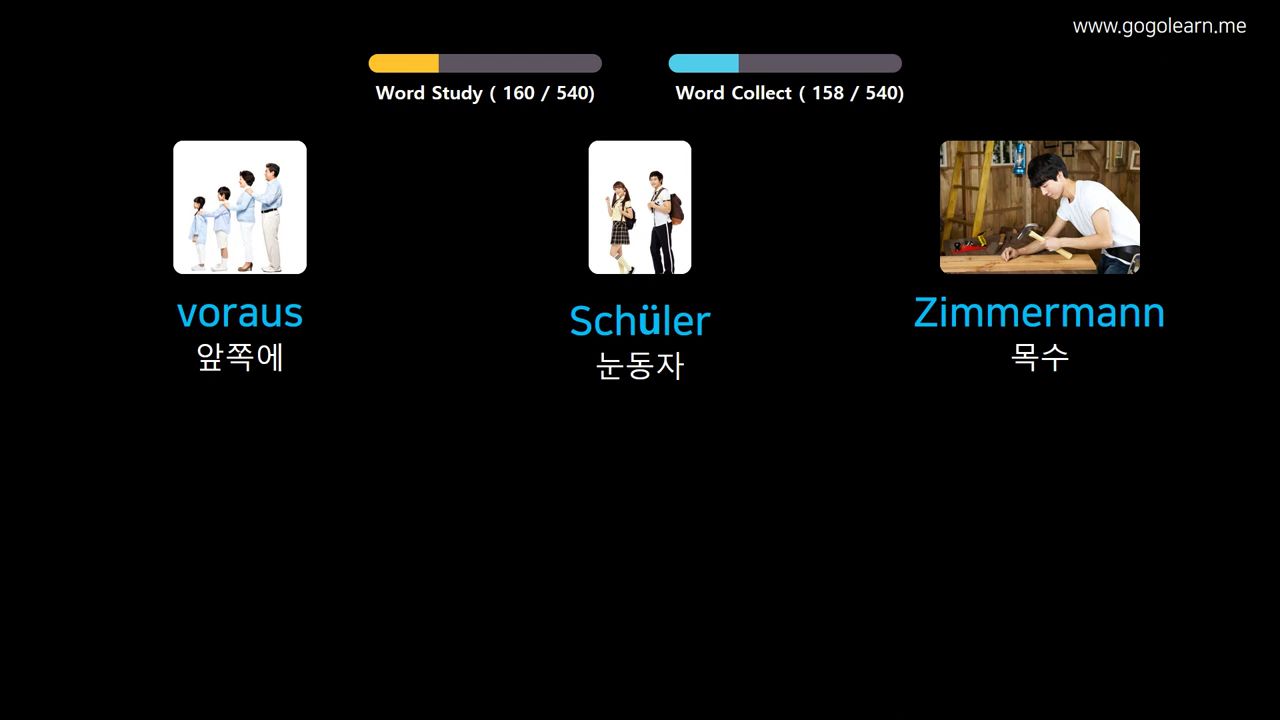 www.gogolearn.me
Word Study ( 160 / 540)
Word Collect ( 158 / 540)
voraus
앞쪽에
Schüler
눈동자
Zimmermann
목수